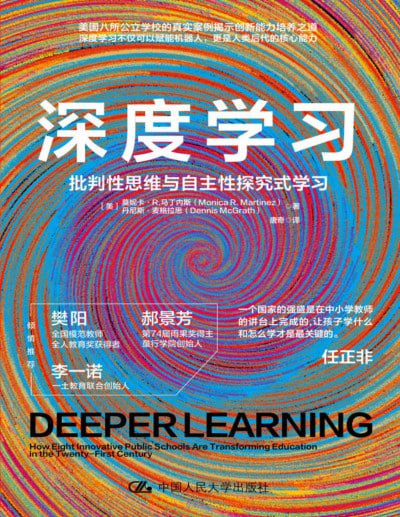 美国八所公立学校的真实案例揭示创新能力培养之道
深度学习不仅可以赋能机器人，更是人类后代的核心能力
深度学习
批判性思维与自主性探究式学习
［美］莫妮卡·R.马丁内斯（Monica R. Martinez）
丹尼斯·麦格拉思（Dennis McGrath） 著
唐奇 译
倾情推荐
樊阳
全国模范教师
全人教育奖获得者
郝景芳
第74届雨果奖得主
童行学院创始人
李一诺
一土教育联合创始人
一个国家的强盛是在中小学教师
的讲台上完成的，让孩子学什么
和怎么学才是最关键的。
任正非
DEEPER LEARNING
How Eight Innovative Public Schools Are Transforming Education
in the Twenty-First Century
中国人民大学出版社